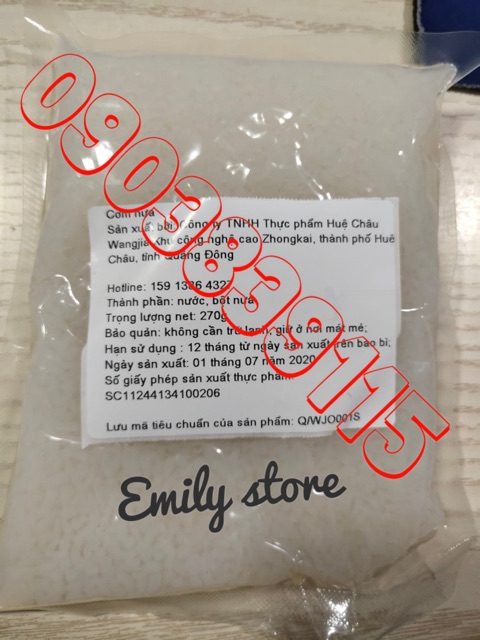 0903839115
Cơm nưa
Sản xuất bởi: Công ty TNHH Thực phẩm Huệ Châu
Wangjia Khu công nghệ cao Zhongkai, thành phố Huệ
Châu, tỉnh Quảng Đông
Hotline: 159 1336 4327
Thành phần: nước, bột nưa
Trọng lượng net: 270g
Bảo quản: không cần trữ lạnh, giữ ở nơi mát mẻ;
Hạn sử dụng : 12 tháng từ ngày sản xuất trên bao bì;
Ngày sản xuất: 01 tháng 07 năm 2020
Số giấy phép sản xuất thực phẩm
SC11244134100206
Lưu mã tiêu chuẩn của sản phẩm: Q/WJO001S
Emily store